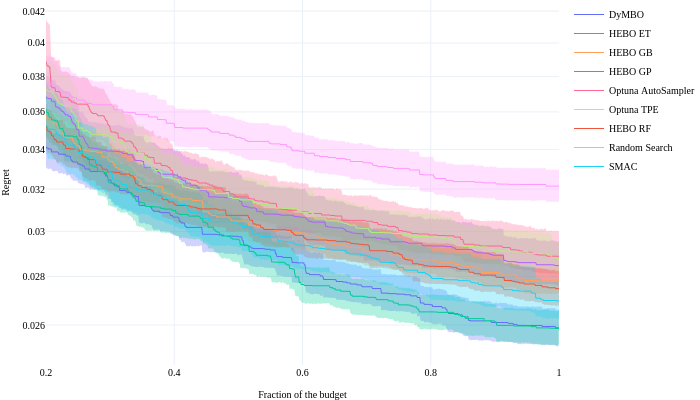 0.042
0.04
0.038
0.036
0.034
0.032
0.03
0.028
0.026
Regret
0.2
0.4
0.6
0.8
1
Fraction of the budget
DyMBO
HEBO ET
HEBO GB
HEBO GP
Optuna AutoSampler
Optuna TPE
HEBO RF
Random Search
SMAC